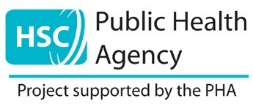 HSC Public Health
Agency
Project supported by the PHA